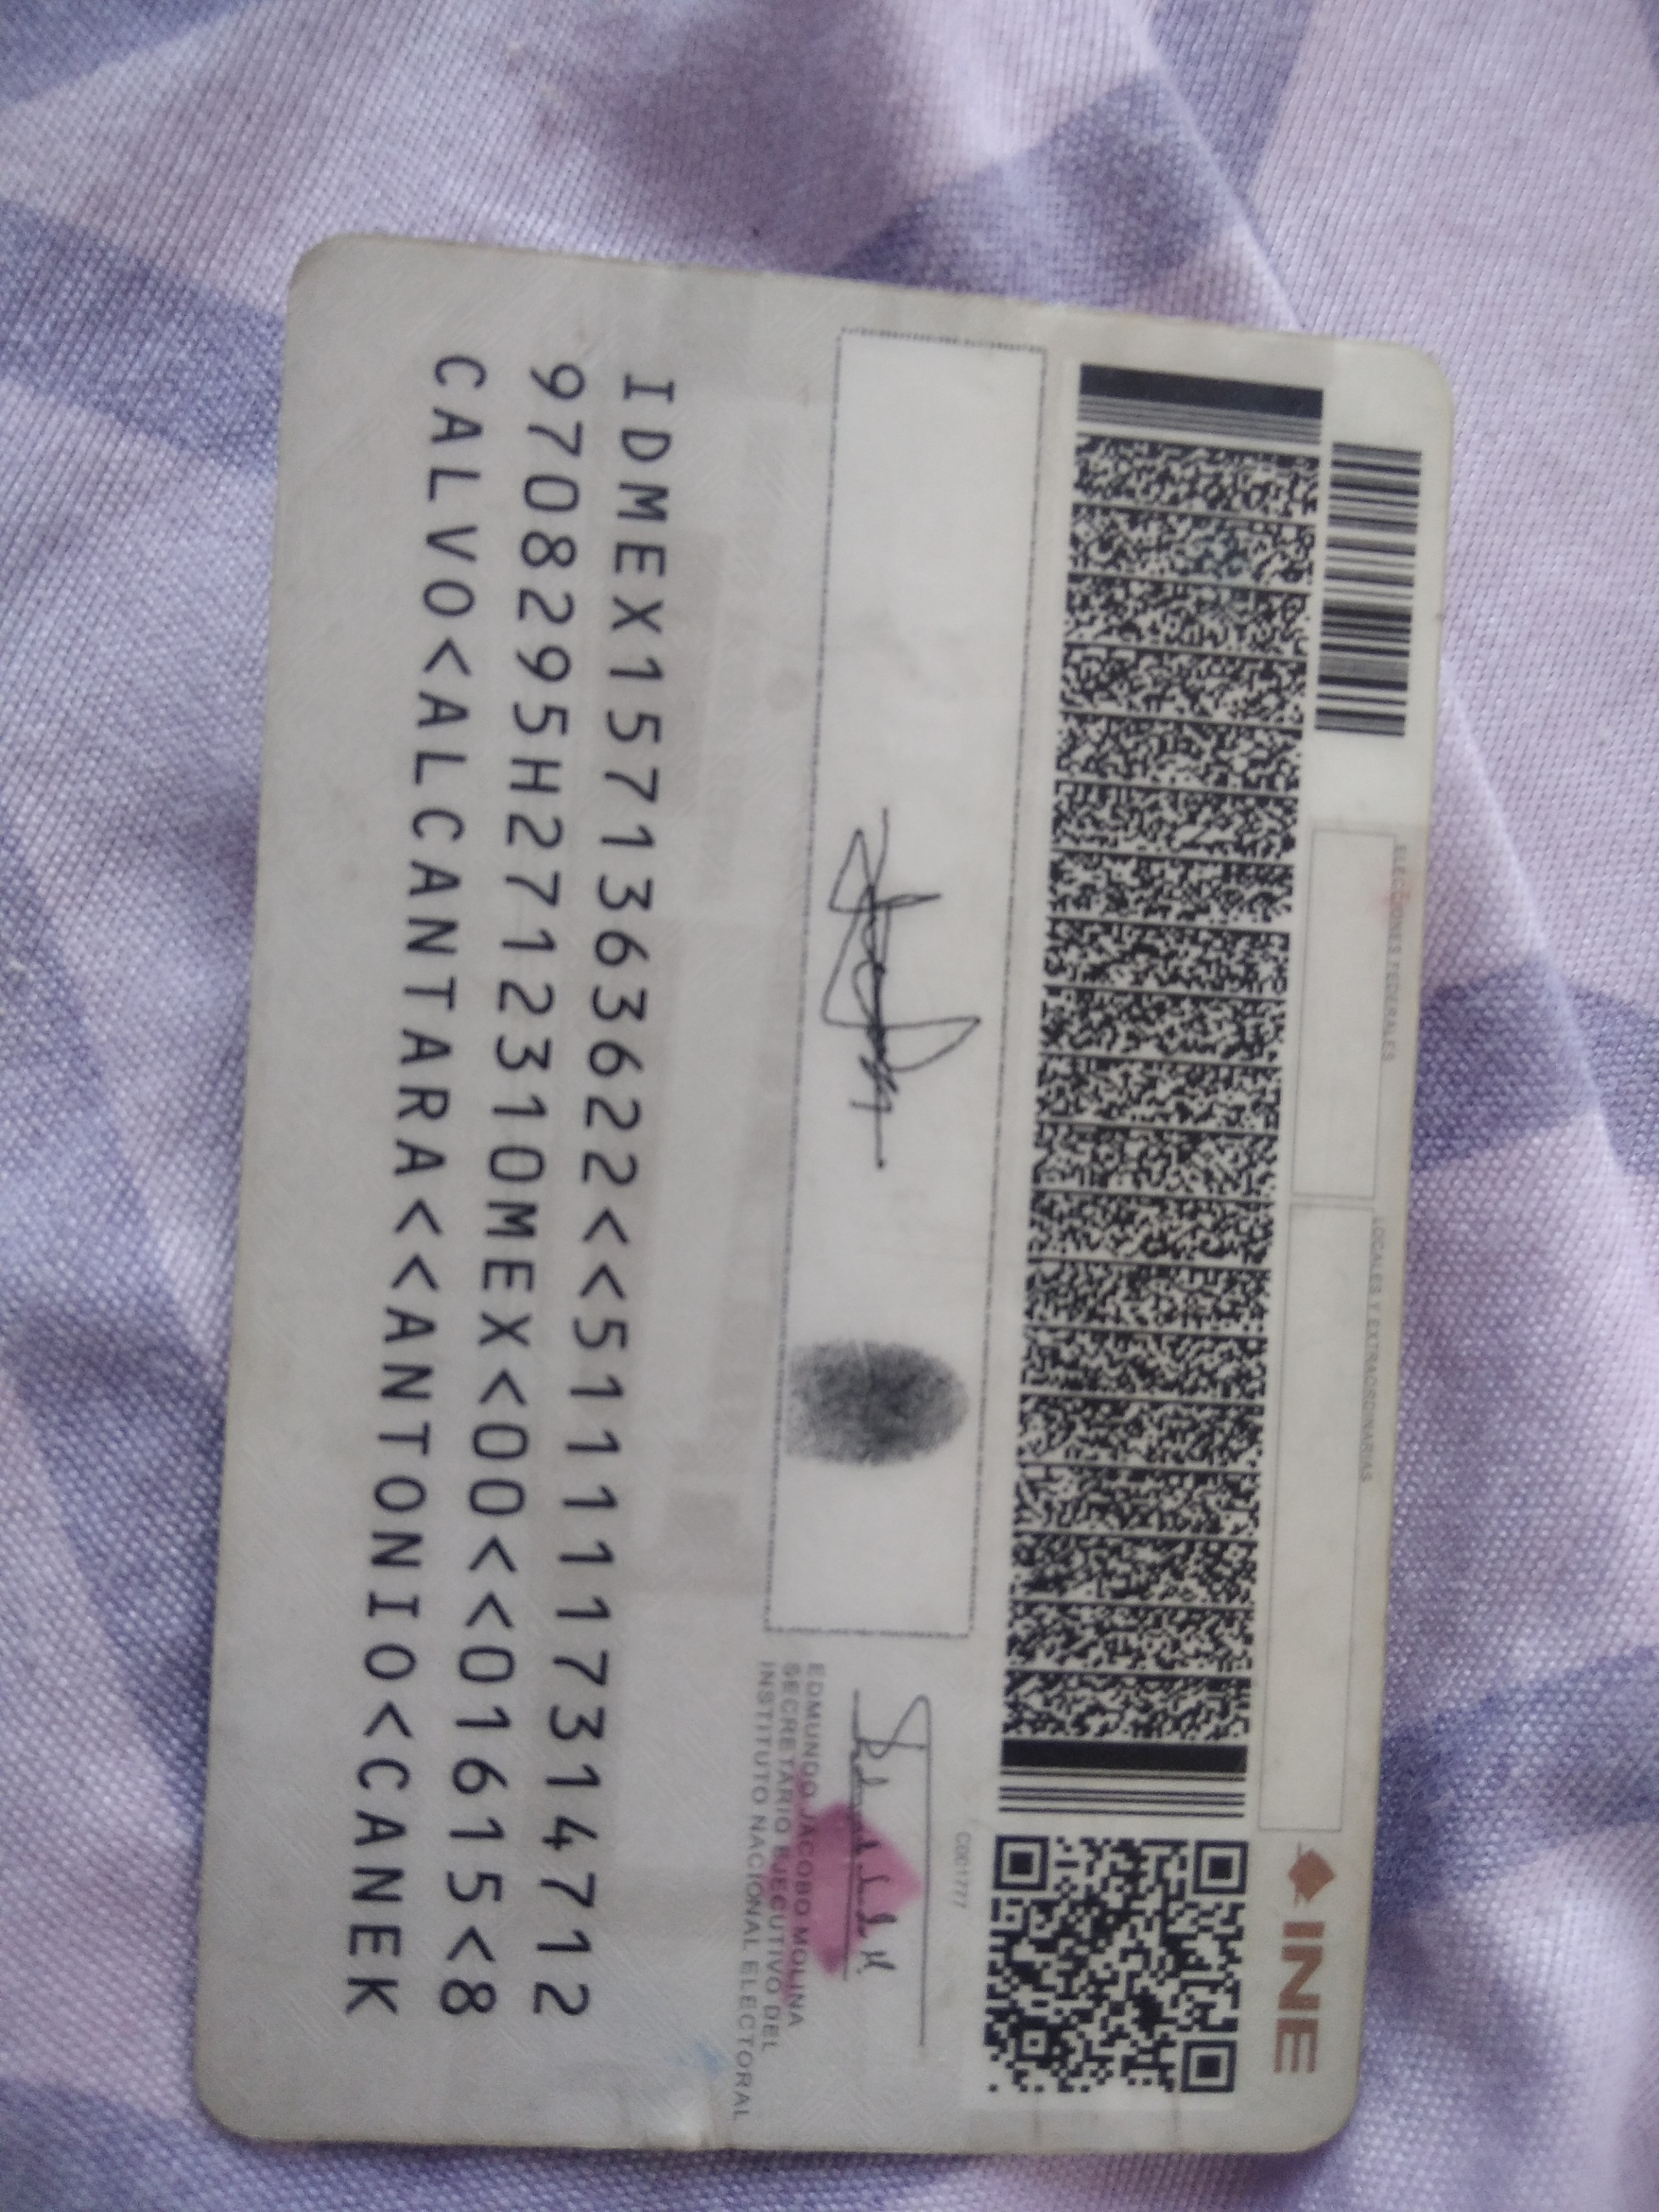 INE
ELECCIONES FEDERALES
LOCALES Y EXTRAORDINARIAS
EDMUNDO JACOBO MOLINA
SECRETARIO EJECUTIVO DEL
INSTITUTO NACIONAL ELECTORAL
IDMEX1571363622<<5111117314712
9708295H2712310MEX<00<<01615<8
CALVO<ALCANTARA<<ANTONIO<CANEK